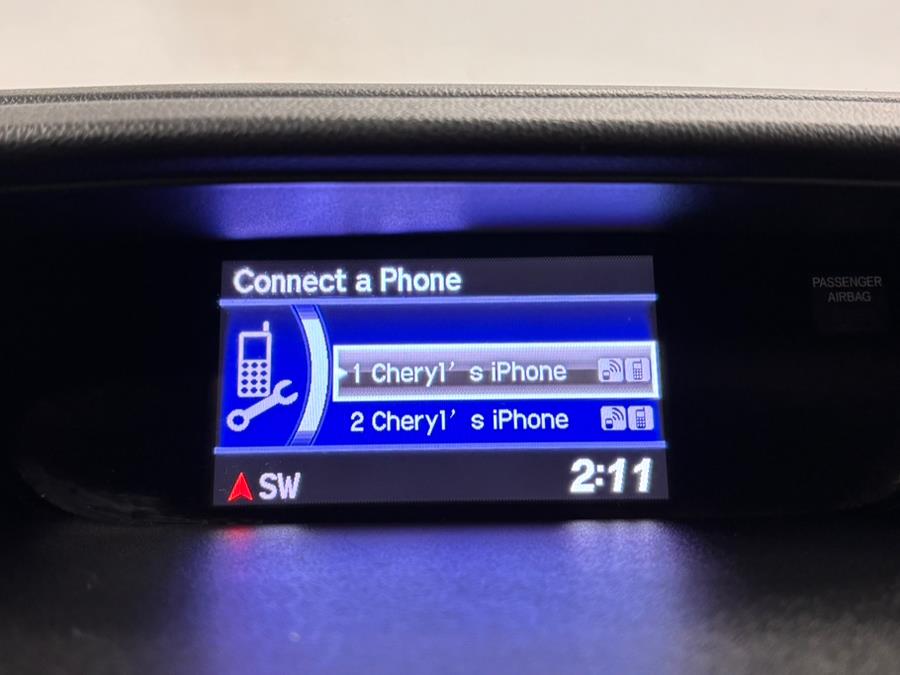 Connect a Phone
1 Cheryl's iPhone
2 Cheryl's iPhone
SW
2:11
PASSENGER
AIRBAG